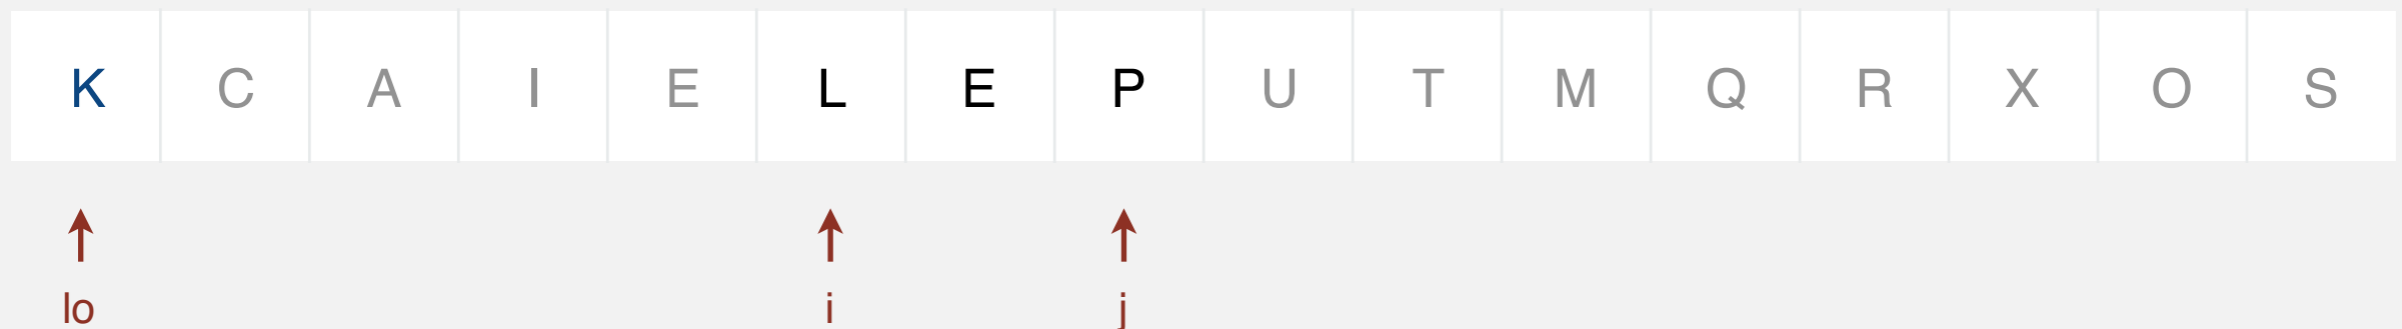 K C A I E L E P U T M Q R X O S
lo i j